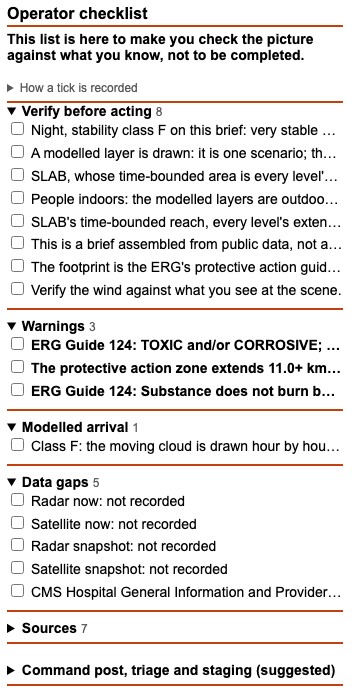 Operator checklist
This list is here to make you check the picture
against what you know, not to be completed.
▶ How a tick is recorded
▼ Verify before acting 8
Night, stability class F on this brief: very stable ...
A modelled layer is drawn: it is one scenario; th...
SLAB, whose time-bounded area is every level'...
People indoors: the modelled layers are outdoo...
SLAB's time-bounded reach, every level's exten...
This is a brief assembled from public data, not a...
The footprint is the ERG's protective action guid...
Verify the wind against what you see at the scene.
▼ Warnings 3
ERG Guide 124: TOXIC and/or CORROSIVE; ...
The protective action zone extends 11.0+ km...
ERG Guide 124: Substance does not burn b...
▼ Modelled arrival 1
Class F: the moving cloud is drawn hour by hou...
▼ Data gaps 5
Radar now: not recorded
Satellite now: not recorded
Radar snapshot: not recorded
Satellite snapshot: not recorded
CMS Hospital General Information and Provider...
▶ Sources 7
▶ Command post, triage and staging (suggested)